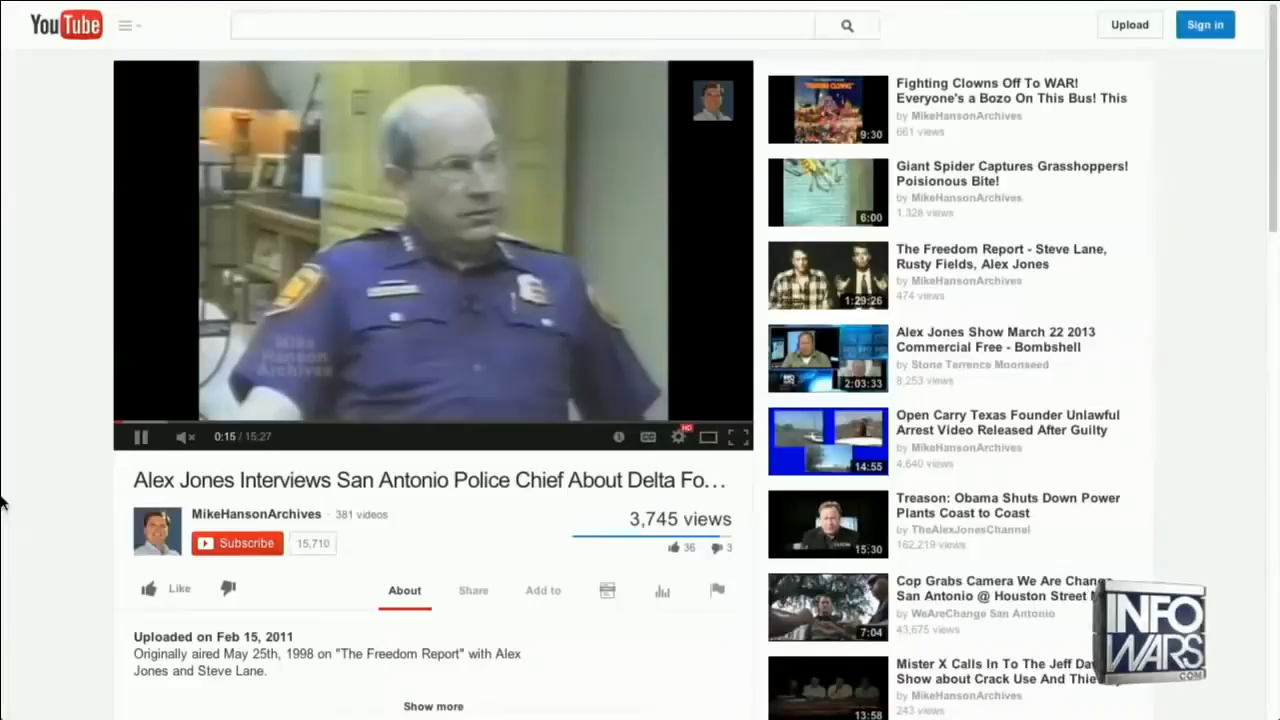 YouTube
Upload
Sign in
Mike
Hanson
Archives
0:15 / 15:27
CC
HD
Alex Jones Interviews San Antonio Police Chief About Delta Fo...
MikeHansonArchives · 381 videos
Subscribe
15,710
3,745 views
36
3
Like
About
Share
Add to
Uploaded on Feb 15, 2011
Originally aired May 25th, 1998 on "The Freedom Report" with Alex
Jones and Steve Lane.
Show more
9:30
Fighting Clowns Off To WAR!
Everyone's a Bozo On This Bus! This
by MikeHansonArchives
661 views
6:00
Giant Spider Captures Grasshoppers!
Poisionous Bite!
by MikeHansonArchives
1,328 views
1:29:26
The Freedom Report - Steve Lane,
Rusty Fields, Alex Jones
by MikeHansonArchives
474 views
2:03:33
Alex Jones Show March 22 2013
Commercial Free - Bombshell
by Stone Terrence Moonseed
8,253 views
14:55
Open Carry Texas Founder Unlawful
Arrest Video Released After Guilty
by MikeHansonArchives
4,640 views
15:30
Treason: Obama Shuts Down Power
Plants Coast to Coast
by TheAlexJonesChannel
162,219 views
7:04
Cop Grabs Camera We Are Change
San Antonio @ Houston Street
by WeAreChange San Antonio
43,675 views
13:58
Mister X Calls In To The Jeff
Show about Crack Use And
by MikeHansonArchives
243 views
INFO
WARS
.COM